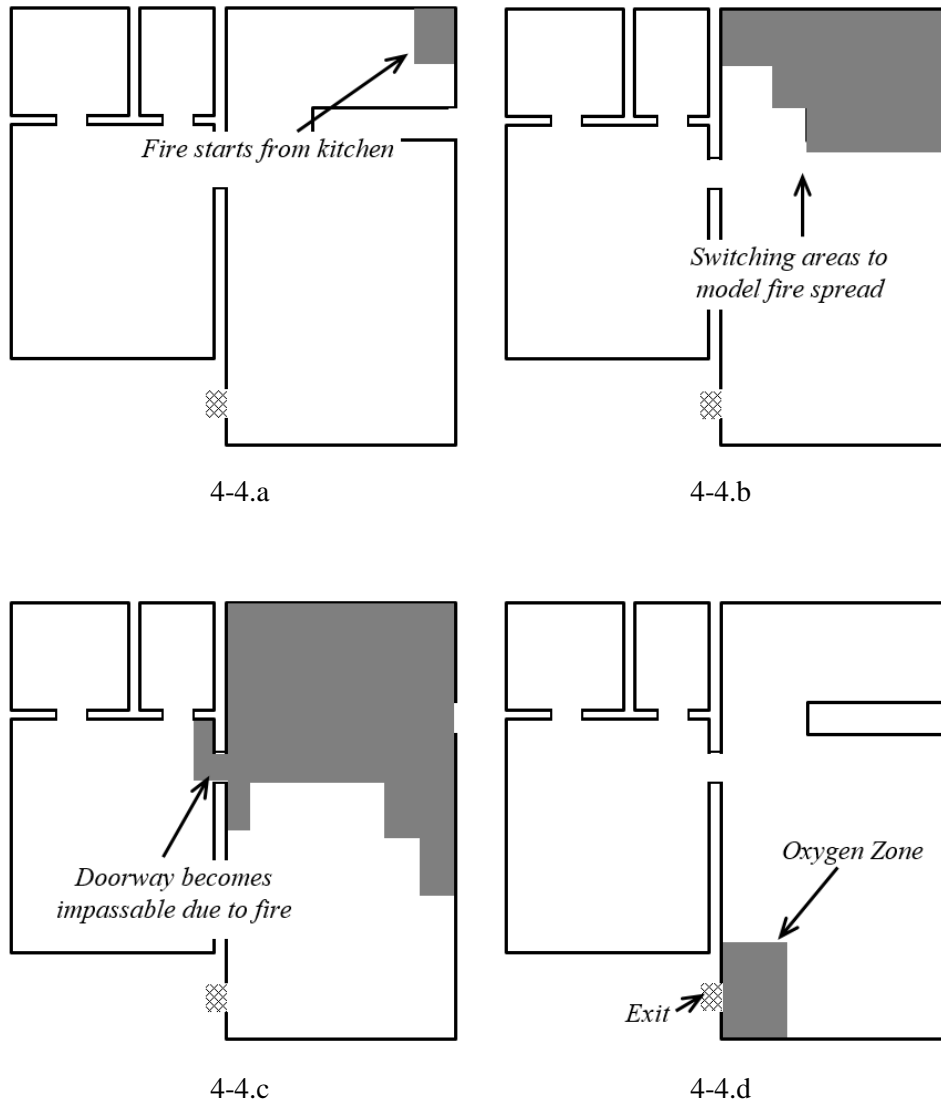 Fire starts from kitchen
Switching areas to
model fire spread
4-4.a
4-4.b
Doorway becomes
impassable due to fire
Oxygen Zone
Exit
4-4.c
4-4.d